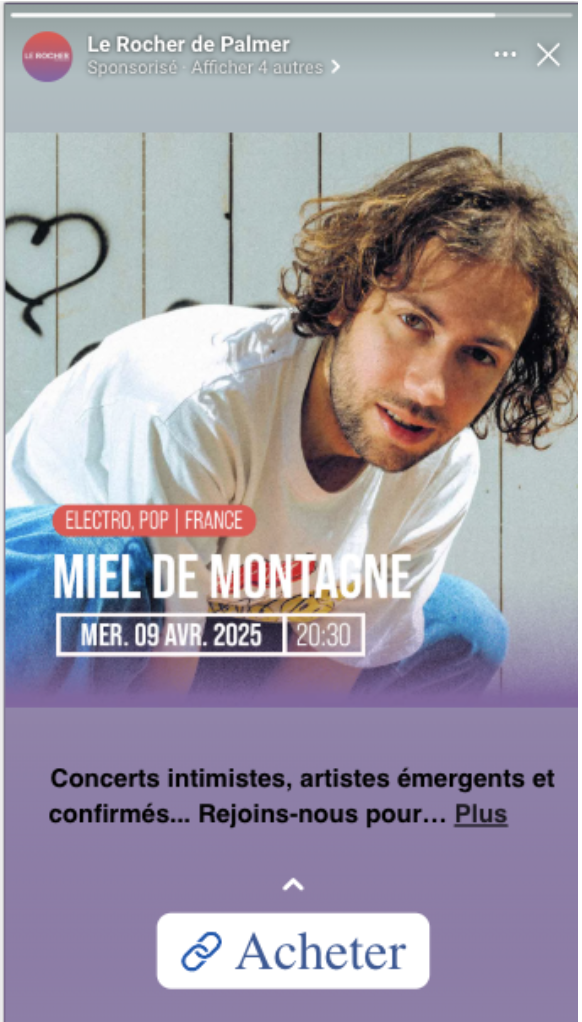 LE ROCHER
Le Rocher de Palmer
Sponsorisé · Afficher 4 autres
ELECTRO, POP | FRANCE
MIEL DE MONTAGNE
MER. 09 AVR. 2025 20:30
Concerts intimistes, artistes émergents et
confirmés... Rejoins-nous pour... Plus
Acheter